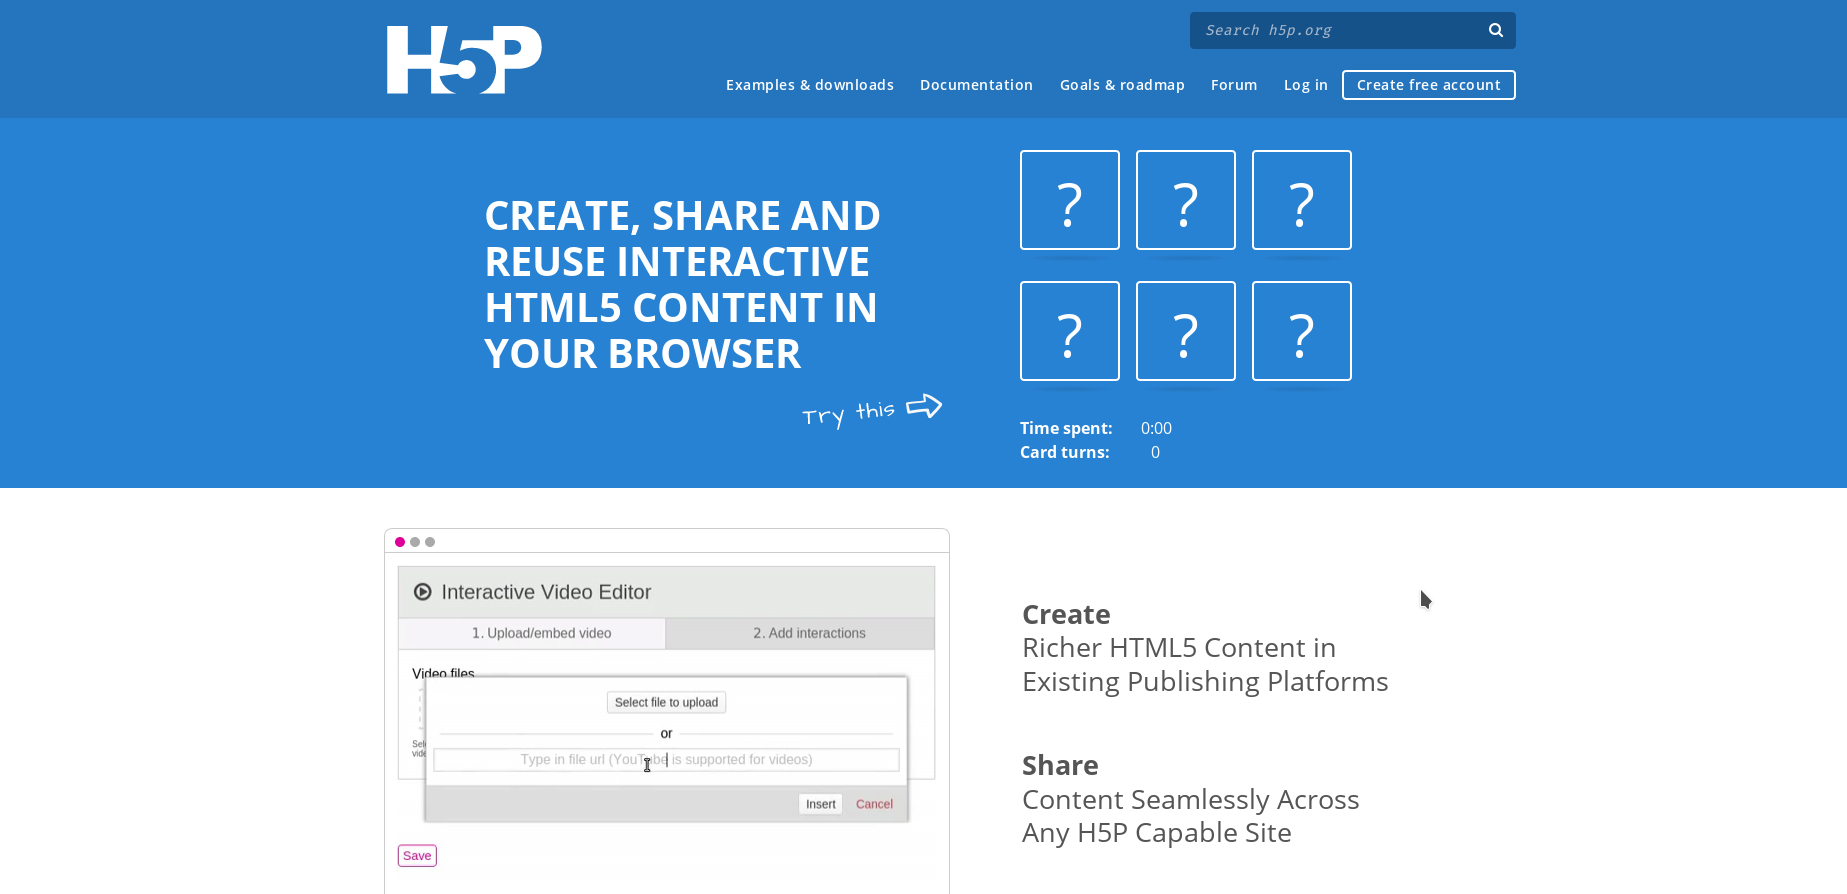 H5P
Search h5p.org
Examples & downloads Documentation Goals & roadmap Forum Log in Create free account
CREATE, SHARE AND
REUSE INTERACTIVE
HTML5 CONTENT IN
YOUR BROWSER
Try this
? ? ?
? ? ?
Time spent: 0:00
Card turns: 0
Interactive Video Editor
1. Upload/embed video 2. Add interactions
Video files
Select file to upload
or
Type in file url (YouTube is supported for videos)
Insert Cancel
Save
Create
Richer HTML5 Content in
Existing Publishing Platforms
Share
Content Seamlessly Across
Any H5P Capable Site